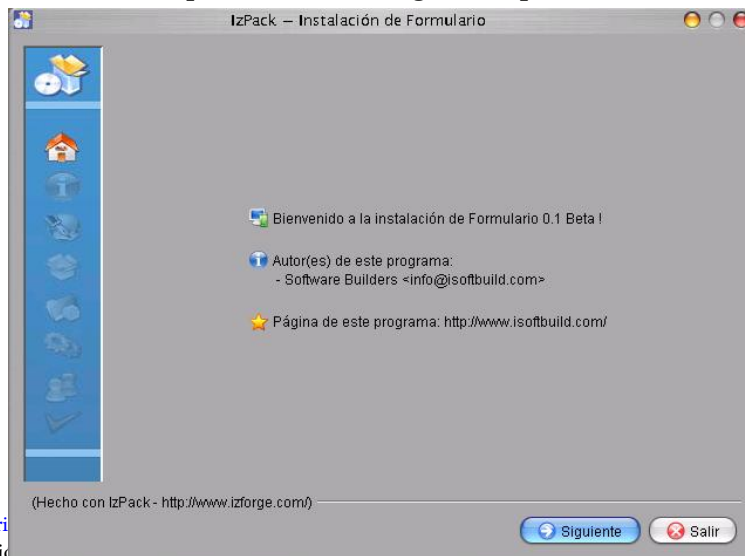 IzPack – Instalación de Formulario
Bienvenido a la instalación de Formulario 0.1 Beta !
Autor(es) de este programa:
- Software Builders <info@isoftbuild.com>
Página de este programa: http://www.isoftbuild.com/
(Hecho con IzPack - http://www.izforge.com/)
Siguiente
Salir